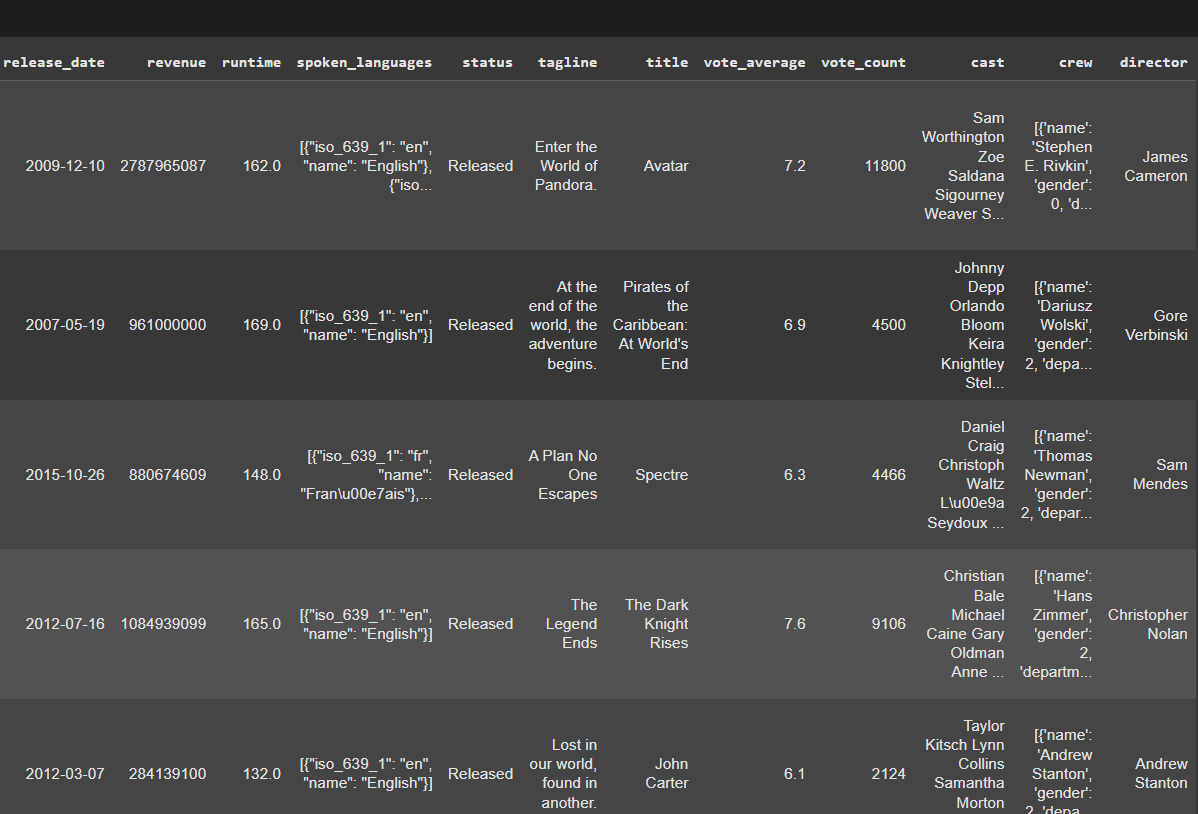 release_date revenue runtime spoken_languages status tagline title vote_average vote_count cast crew director
2009-12-10 2787965087 162.0 [{"iso_639_1": "en", "name": "English"}, {"iso... Released Enter the World of Pandora. Avatar 7.2 11800 Sam Worthington Zoe Saldana Sigourney Weaver S... [{'name': 'Stephen E. Rivkin', 'gender': 0, 'd... James Cameron
2007-05-19 961000000 169.0 [{"iso_639_1": "en", "name": "English"}] Released At the end of the world, the adventure begins. Pirates of the Caribbean: At World's End 6.9 4500 Johnny Depp Orlando Bloom Keira Knightley Stel... [{'name': 'Dariusz Wolski', 'gender': 2, 'depa... Gore Verbinski
2015-10-26 880674609 148.0 [{"iso_639_1": "fr", "name": "Fran\u00e7ais"},... Released A Plan No One Escapes Spectre 6.3 4466 Daniel Craig Christoph Waltz L\u00e9a Seydoux ... [{'name': 'Thomas Newman', 'gender': 2, 'depar... Sam Mendes
2012-07-16 1084939099 165.0 [{"iso_639_1": "en", "name": "English"}] Released The Legend Ends The Dark Knight Rises 7.6 9106 Christian Bale Michael Caine Gary Oldman Anne ... [{'name': 'Hans Zimmer', 'gender': 2, 'departm... Christopher Nolan
2012-03-07 284139100 132.0 [{"iso_639_1": "en", "name": "English"}] Released Lost in our world, found in another. John Carter 6.1 2124 Taylor Kitsch Lynn Collins Samantha Morton [{'name': 'Andrew Stanton', 'gender': 2, 'depa... Andrew Stanton